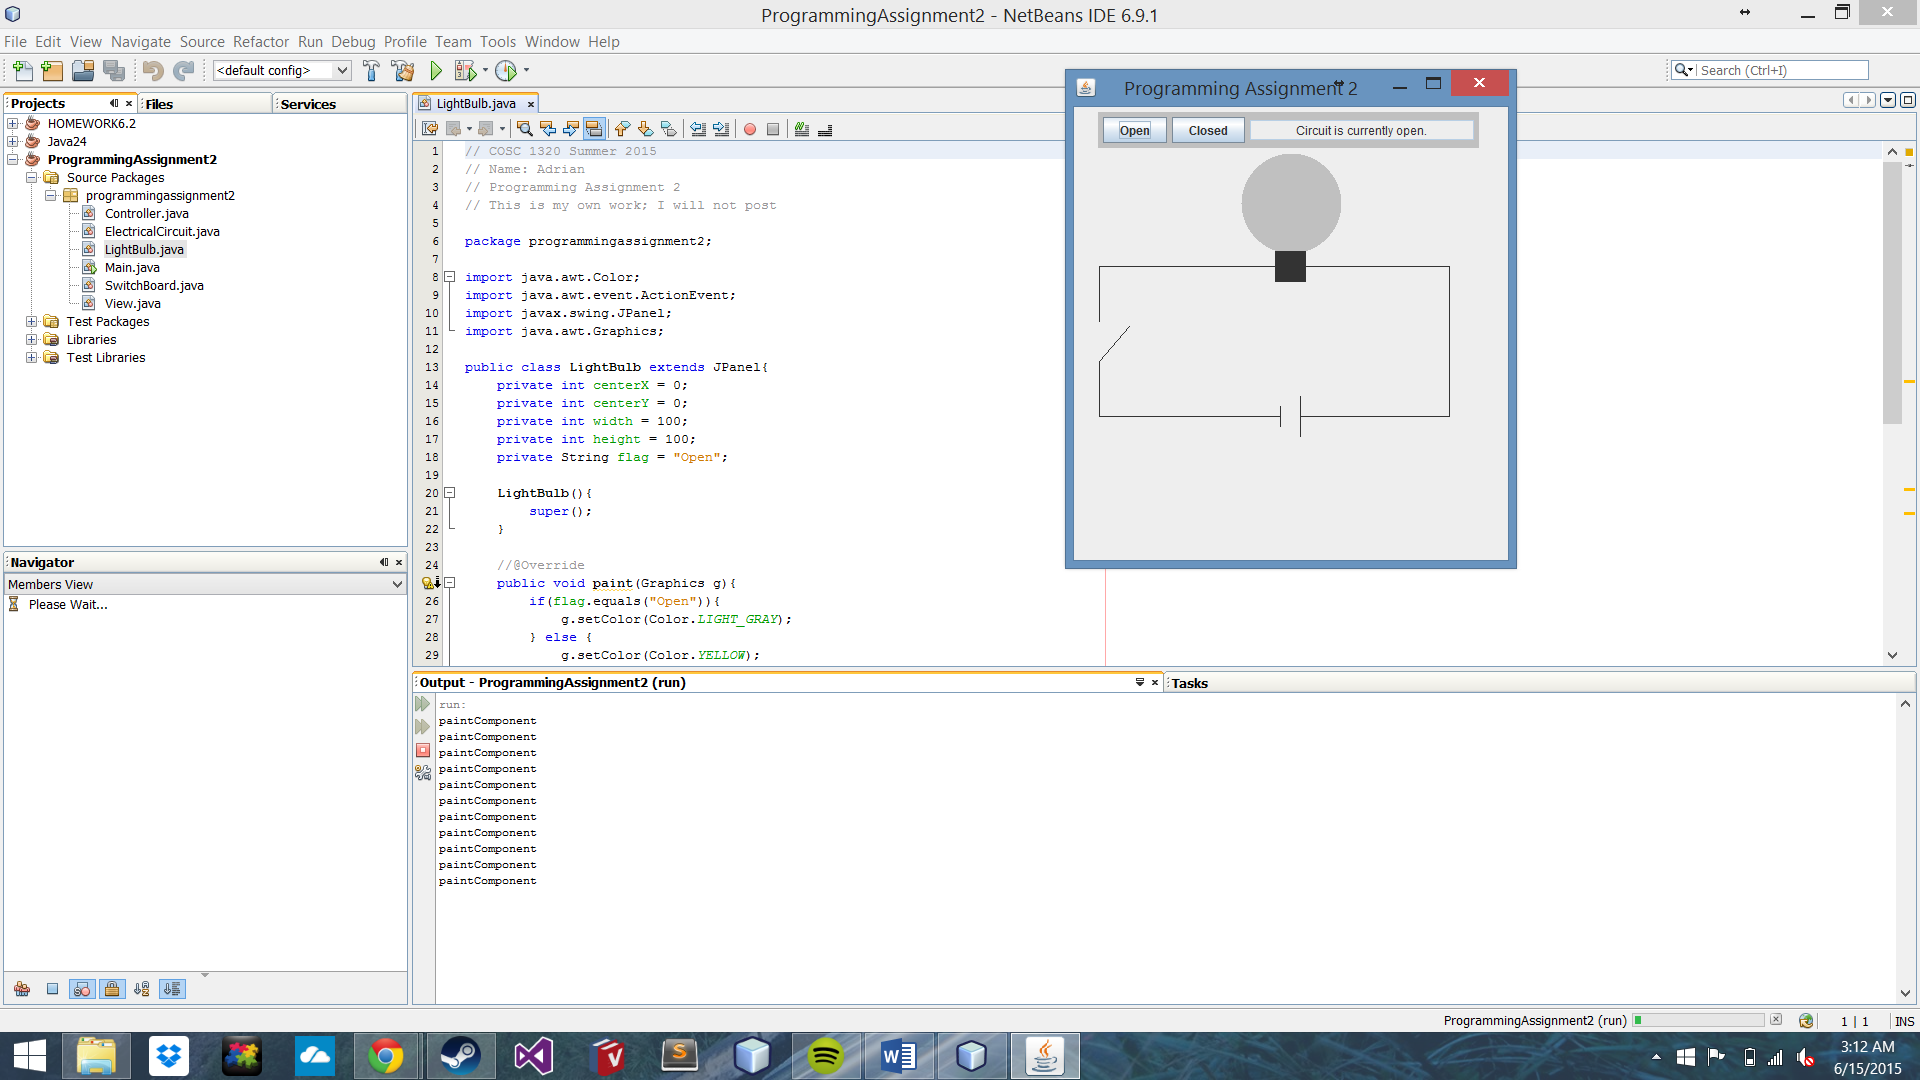 ProgrammingAssignment2 - NetBeans IDE 6.9.1
File Edit View Navigate Source Refactor Run Debug Profile Team Tools Window Help
<default config>
Search (Ctrl+I)
Projects
Files
Services
HOMEWORK6.2
Java24
ProgrammingAssignment2
Source Packages
programmingassignment2
Controller.java
ElectricalCircuit.java
LightBulb.java
Main.java
SwitchBoard.java
View.java
Test Packages
Libraries
Test Libraries
Navigator
Members View
Please Wait...
LightBulb.java
1 // COSC 1320 Summer 2015
2 // Name: Adrian
3 // Programming Assignment 2
4 // This is my own work; I will not post
5
6 package programmingassignment2;
7
8 import java.awt.Color;
9 import java.awt.event.ActionEvent;
10 import javax.swing.JPanel;
11 import java.awt.Graphics;
12
13 public class LightBulb extends JPanel{
14 private int centerX = 0;
15 private int centerY = 0;
16 private int width = 100;
17 private int height = 100;
18 private String flag = "Open";
19
20 LightBulb(){
21 super();
22 }
23
24 //@Override
public void paint(Graphics g){
26 if(flag.equals("Open")){
27 g.setColor(Color.LIGHT_GRAY);
28 } else {
29 g.setColor(Color.YELLOW);
Programming Assignment 2
Open
Closed
Circuit is currently open.
Output - ProgrammingAssignment2 (run)
Tasks
run:
paintComponent
paintComponent
paintComponent
paintComponent
paintComponent
paintComponent
paintComponent
paintComponent
paintComponent
paintComponent
paintComponent
ProgrammingAssignment2 (run)
1 | 1
INS
3:12 AM
6/15/2015